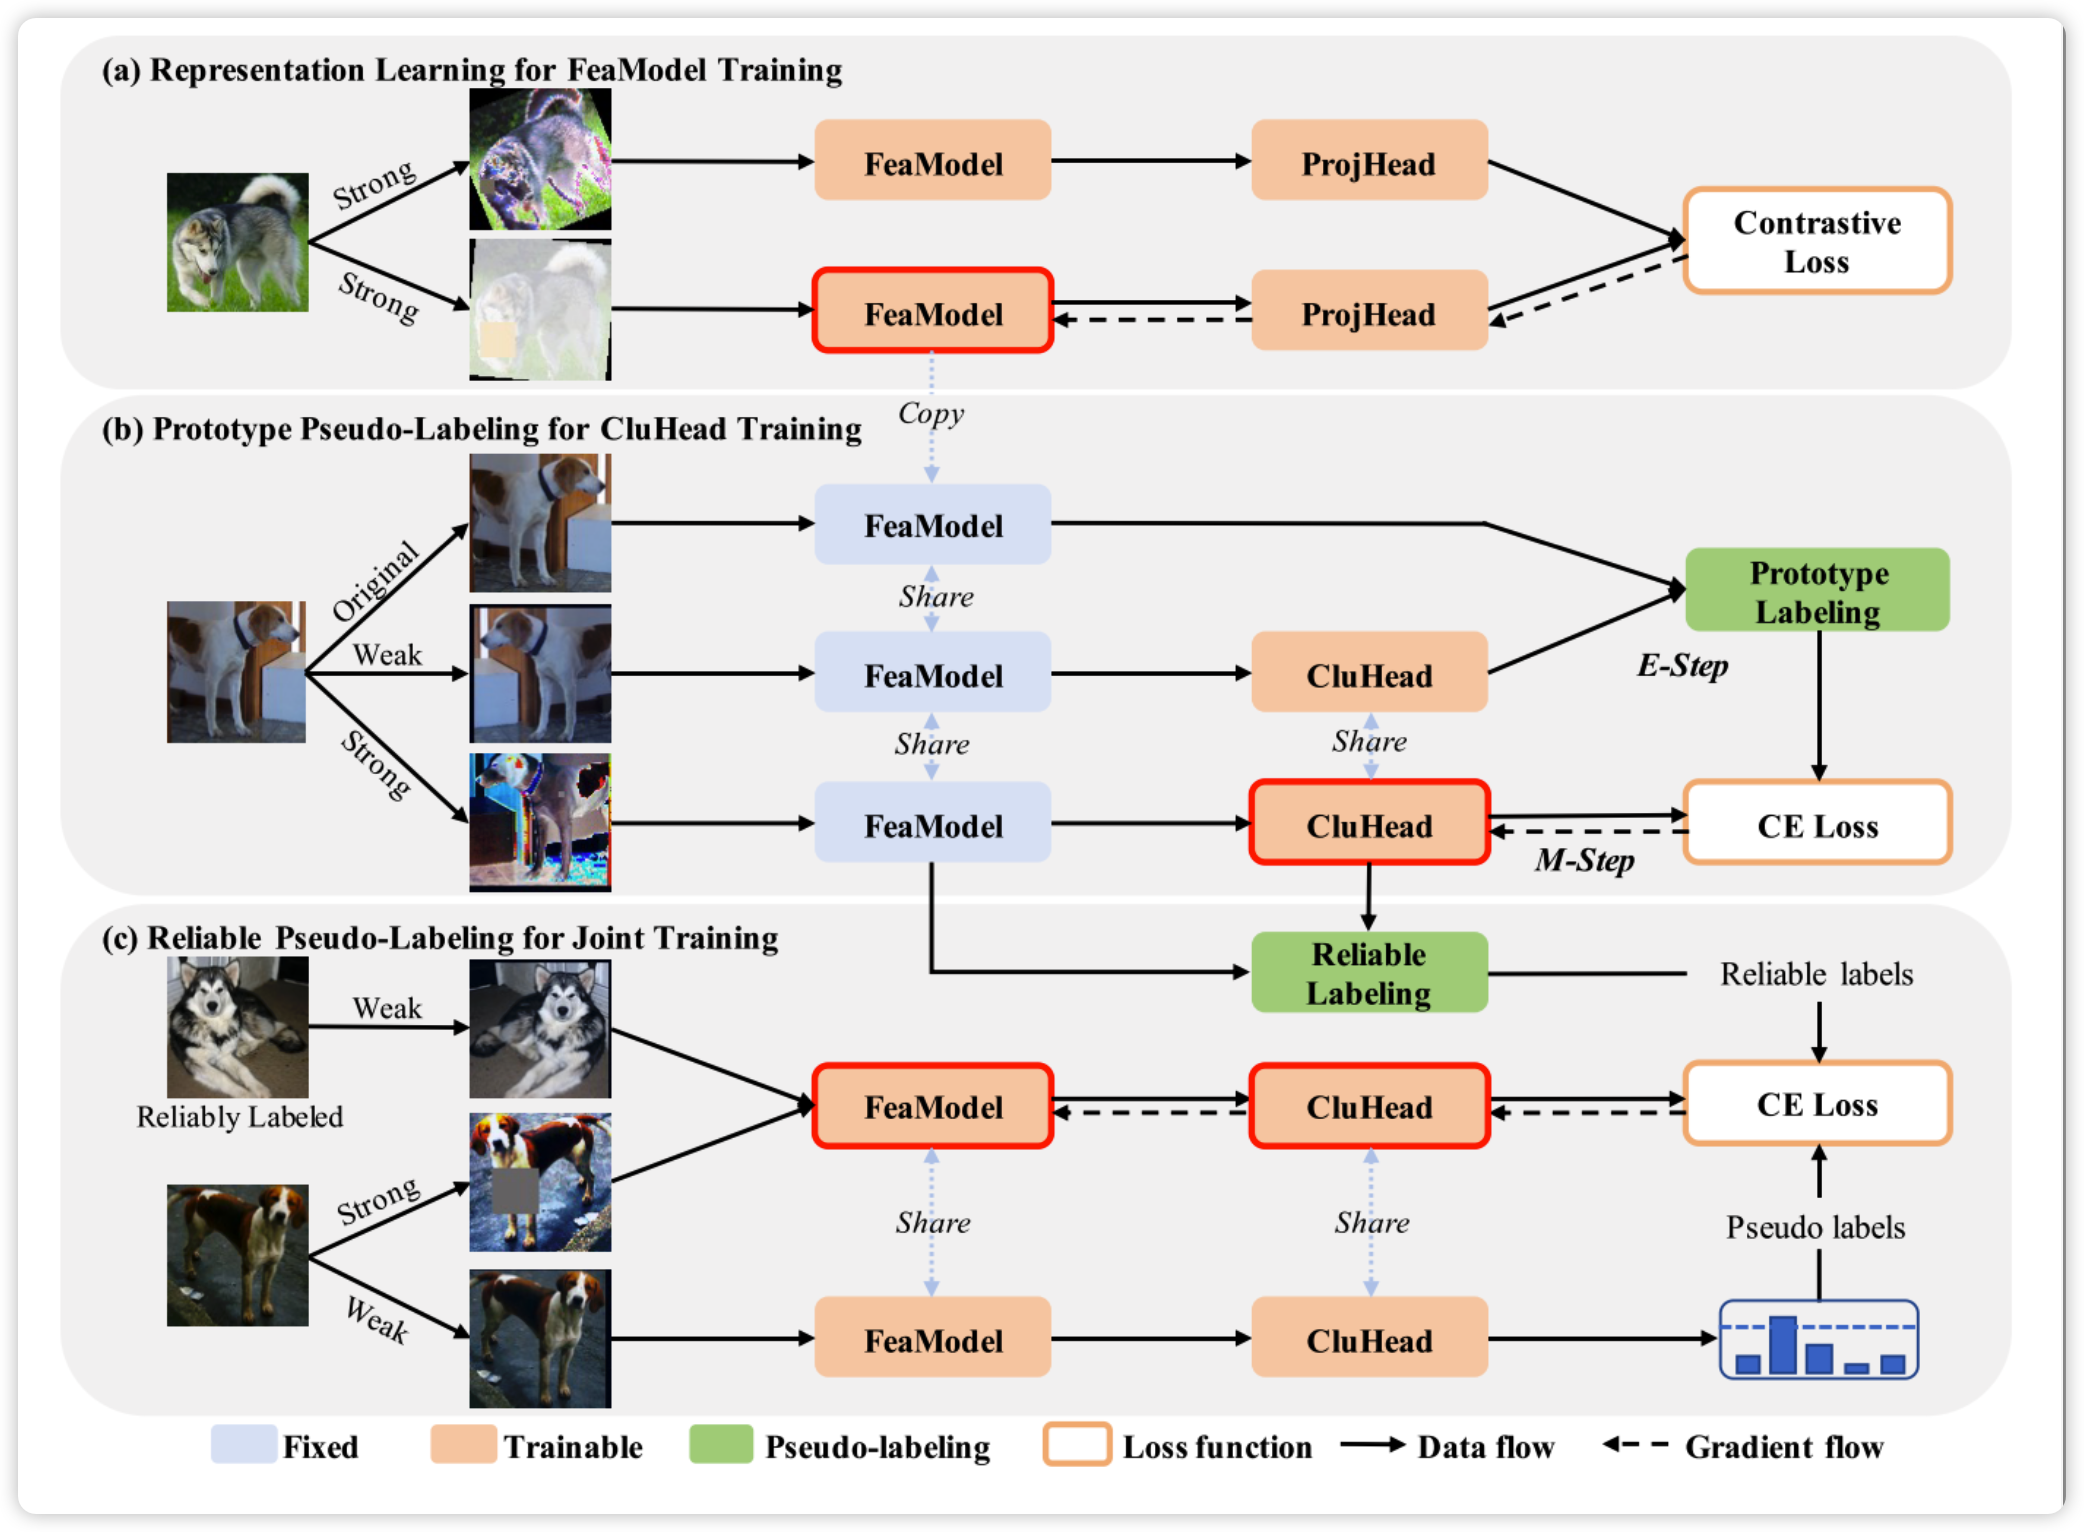 (a) Representation Learning for FeaModel Training
Strong
Strong
FeaModel
ProjHead
FeaModel
ProjHead
Contrastive
Loss
Copy
(b) Prototype Pseudo-Labeling for CluHead Training
Original
Weak
Strong
FeaModel
Share
FeaModel
CluHead
Share
Share
FeaModel
CluHead
Prototype
Labeling
E-Step
CE Loss
M-Step
(c) Reliable Pseudo-Labeling for Joint Training
Weak
Reliably Labeled
Strong
Weak
Reliable
Labeling
Reliable labels
FeaModel
CluHead
CE Loss
Share
Share
Pseudo labels
FeaModel
CluHead
Fixed
Trainable
Pseudo-labeling
Loss function
Data flow
Gradient flow